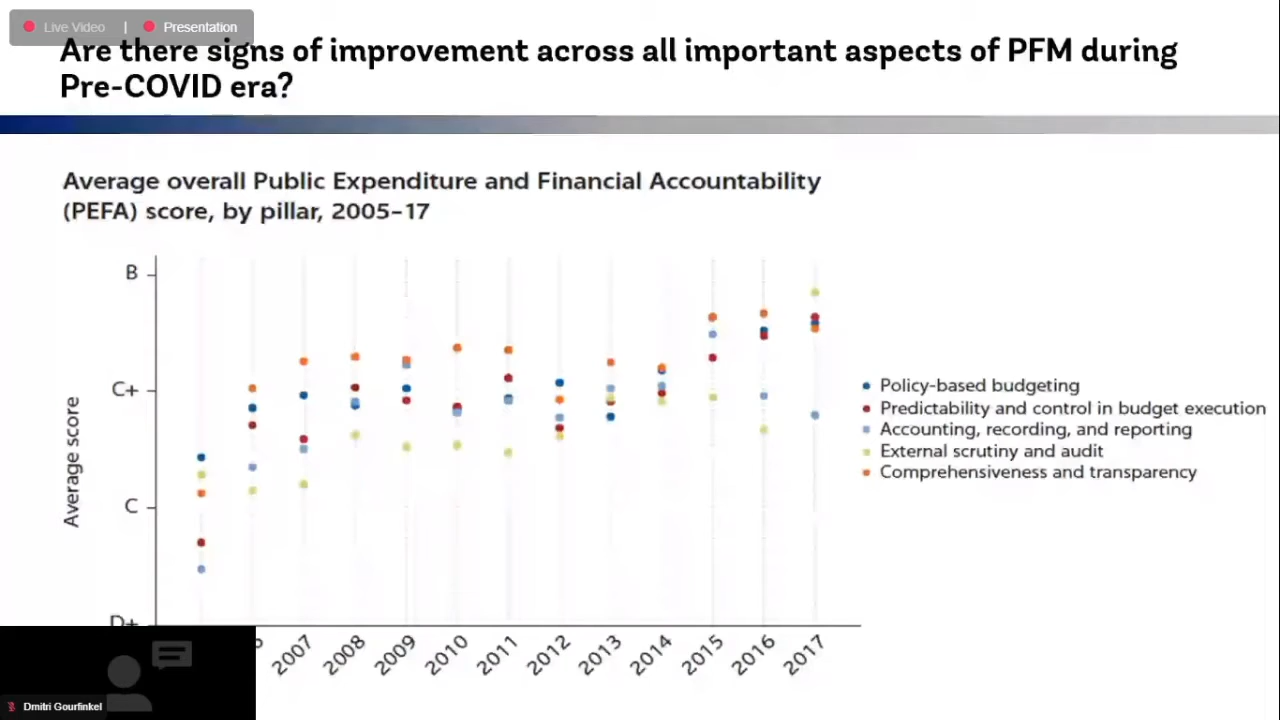 Live Video | Presentation
Are there signs of improvement across all important aspects of PFM during
Pre-COVID era?
Average overall Public Expenditure and Financial Accountability
(PEFA) score, by pillar, 2005–17
B
C+
C
D+
Average score
2007
2008
2009
2010
2011
2012
2013
2014
2015
2016
2017
Policy-based budgeting
Predictability and control in budget execution
Accounting, recording, and reporting
External scrutiny and audit
Comprehensiveness and transparency
Dmitri Gourfinkel